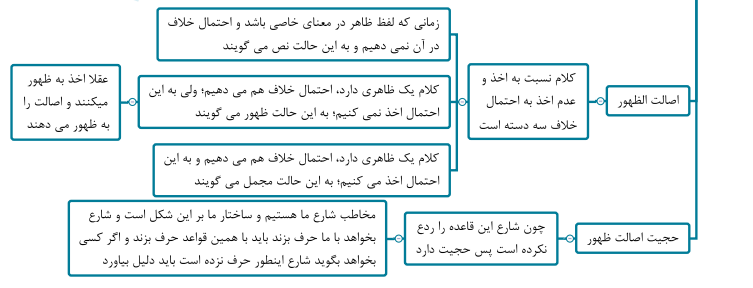 اصالت الظهور
کلام نسبت به اخذ و
عدم اخذ به احتمال
خلاف سه دسته است
زمانی که لفظ ظاهر در معنای خاصی باشد و احتمال خلاف
در آن نمی دهیم و به این حالت نص می گویند
کلام یک ظاهری دارد، احتمال خلاف هم می دهیم؛ ولی به این
احتمال اخذ نمی کنیم؛ به این حالت ظهور می گویند
عقلا اخذ به ظهور
میکنند و اصالت را
به ظهور می دهند
کلام یک ظاهری دارد، احتمال خلاف هم می دهیم و به این
احتمال اخذ می کنیم؛ به این حالت مجمل می گویند
حجیت اصالت ظهور
چون شارع این قاعده را ردع
نکرده است پس حجیت دارد
مخاطب شارع ما هستیم و ساختار ما بر این شکل است و شارع
بخواهد با ما حرف بزند باید با همین قواعد حرف بزند و اگر کسی
بخواهد بگوید شارع اینطور حرف نزده است باید دلیل بیاورد